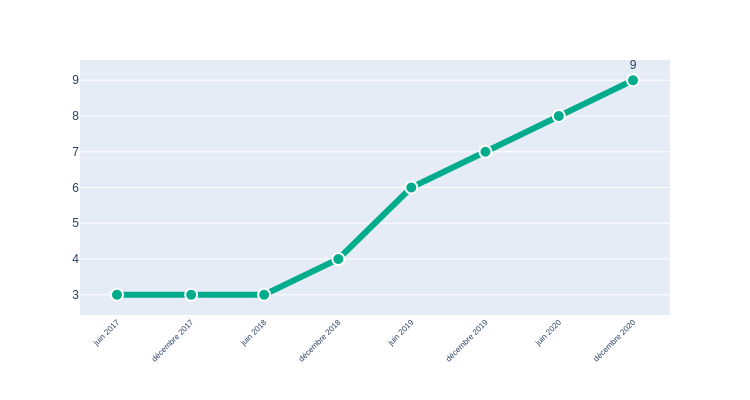 9
9
8
7
6
5
4
3
juin 2017
décembre 2017
juin 2018
décembre 2018
juin 2019
décembre 2019
juin 2020
décembre 2020